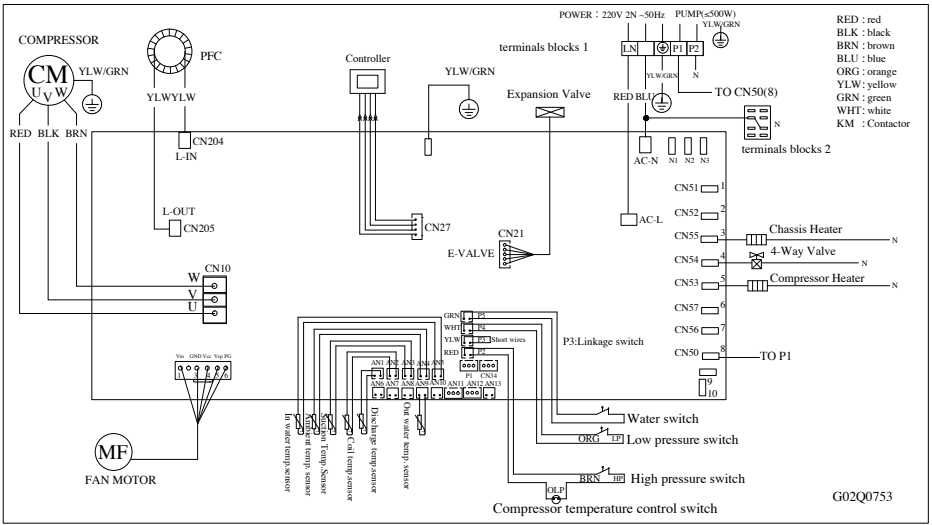 POWER：220V 2N ~50Hz PUMP(≤500W)
YLW/GRN
RED : red
BLK : black
BRN : brown
BLU : blue
ORG : orange
YLW : yellow
GRN : green
WHT : white
KM : Contactor
COMPRESSOR
CM
U V W
YLW/GRN
RED BLK BRN
PFC
YLW YLW
CN204
L-IN
L-OUT
CN205
Controller
YLW/GRN
Expansion Valve
terminals blocks 1
L N P1 P2
YLW/GRN
N
RED BLU
TO CN50(8)
N
terminals blocks 2
AC-N
N1 N2 N3
AC-L
CN27
CN21
E-VALVE
CN51 1
CN52 2
CN55 3
Chassis Heater
N
CN54 4
4-Way Valve
N
CN53 5
Compressor Heater
N
CN57 6
CN56 7
CN50 8
TO P1
9
10
CN10
W
V
U
GRN P5
WHT P4
YLW P3 Short wires
RED P2
P3:Linkage switch
P1 CN34
AN1 AN2 AN3 AN4 AN5
AN6 AN7 AN8 AN9 AN10 AN11 AN12 AN13
Vm GND Vcc Vsp PG
1 3 4 5 6
MF
FAN MOTOR
In water temp.sensor
Ambient temp. sensor
Suction Temp.Sensor
Coil temp.sensor
Discharge temp.sensor
Out water temp. sensor
Water switch
ORG LP Low pressure switch
BRN HP High pressure switch
OLP
Compressor temperature control switch
G02Q0753